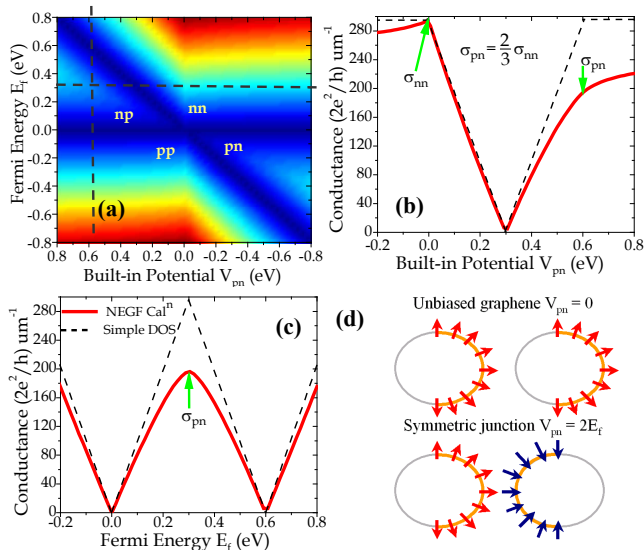 0.8
0.6
0.4
0.2
0.0
-0.2
-0.4
-0.6
-0.8
Fermi Energy E_f (eV)
np
nn
pp
pn
(a)
0.8 0.6 0.4 0.2 0.0 -0.2 -0.4 -0.6 -0.8
Built-in Potential V_pn (eV)
280
240
200
160
120
80
40
0
Conductance (2e²/h) um⁻¹
(b)
σ_pn = 2/3 σ_nn
σ_nn
σ_pn
-0.2 0.0 0.2 0.4 0.6 0.8
Built-in Potential V_pn (eV)
280
240
200
160
120
80
40
0
Conductance (2e²/h) um⁻¹
NEGF Calⁿ
Simple DOS
(c)
σ_pn
-0.2 0.0 0.2 0.4 0.6 0.8
Fermi Energy E_f (eV)
(d)
Unbiased graphene V_pn = 0
Symmetric junction V_pn = 2E_f